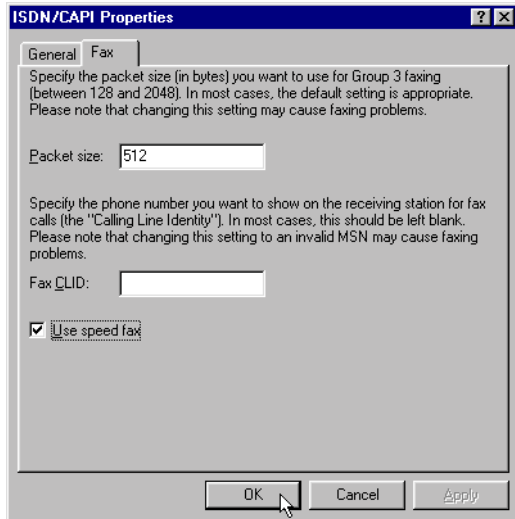 ISDN/CAPI Properties
General Fax
Specify the packet size (in bytes) you want to use for Group 3 faxing
(between 128 and 2048). In most cases, the default setting is appropriate.
Please note that changing this setting may cause faxing problems.
Packet size: 512
Specify the phone number you want to show on the receiving station for fax
calls (the "Calling Line Identity"). In most cases, this should be left blank.
Please note that changing this setting to an invalid MSN may cause faxing
problems.
Fax CLID:
Use speed fax
OK Cancel Apply